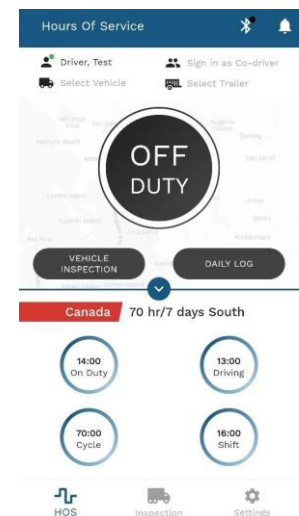 Hours Of Service
Driver, Test
Sign in as Co-driver
Select Vehicle
Select Trailer
OFF
DUTY
VEHICLE
INSPECTION
DAILY LOG
Canada 70 hr/7 days South
14:00
On Duty
13:00
Driving
70:00
Cycle
16:00
Shift
HOS
Inspection
Settings